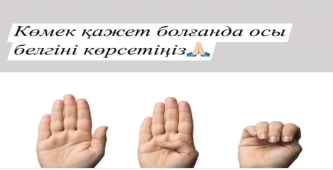 Көмек қажет болғанда осы
белгіні көрсетіңіз🙏🏻